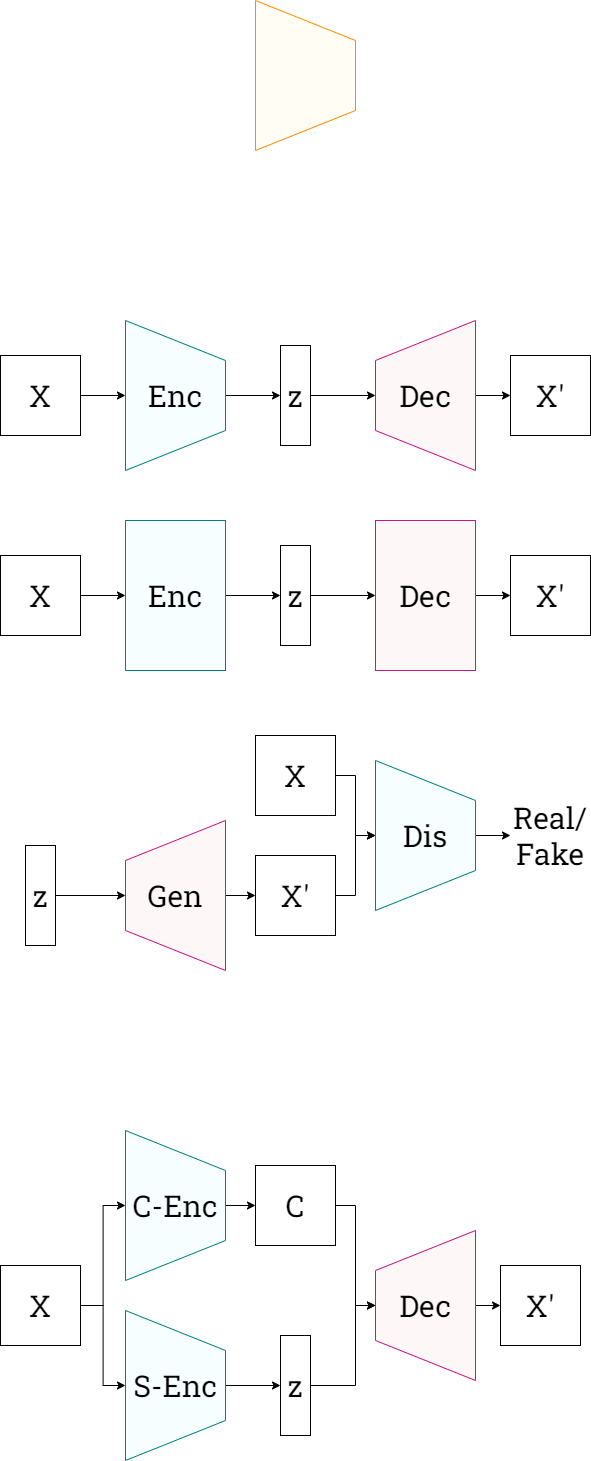 X
Enc
z
Dec
X'
X
Enc
z
Dec
X'
X
Dis
Real/
Fake
z
Gen
X'
C-Enc
C
X
Dec
X'
S-Enc
z